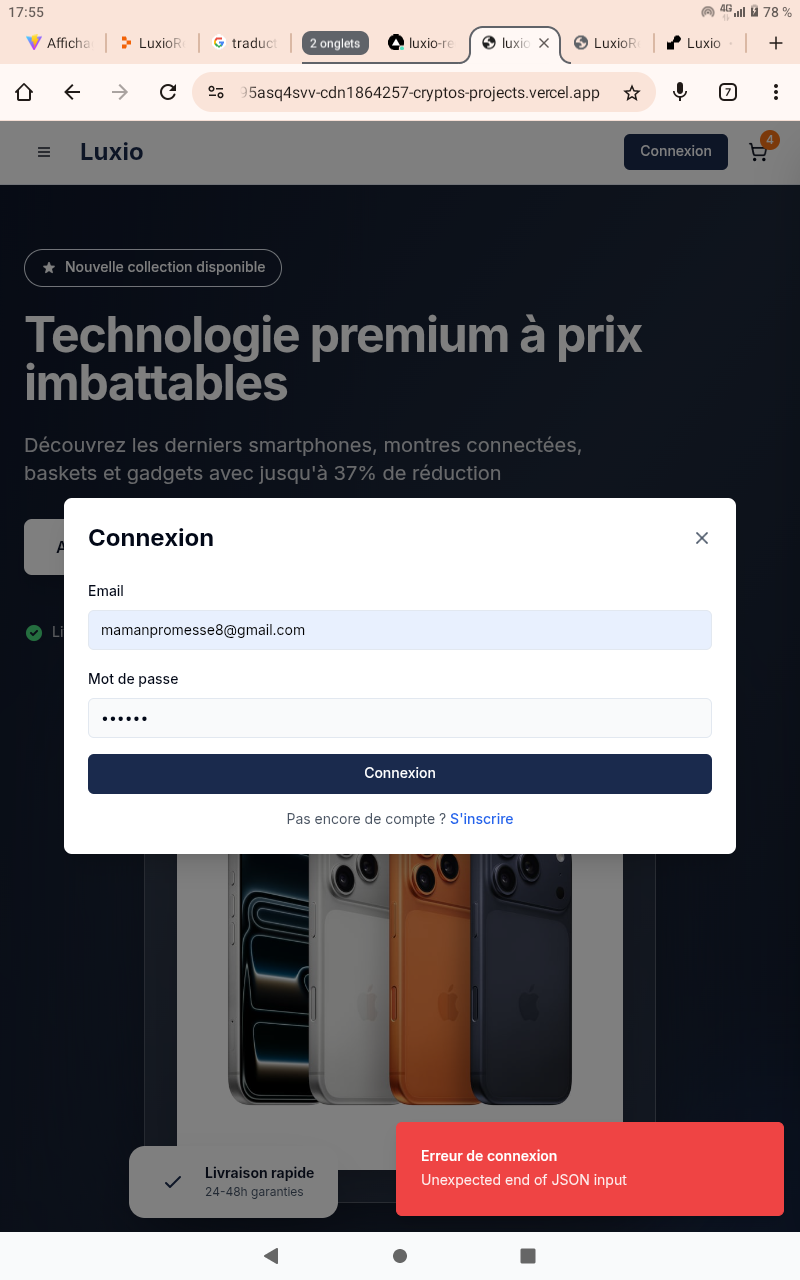 17:55
4G
78 %
Afficha
LuxioR
traduct
2 onglets
luxio-re
luxio
LuxioR
Luxio
95asq4svv-cdn1864257-cryptos-projects.vercel.app
7
Luxio
Connexion
4
Nouvelle collection disponible
Technologie premium à prix
imbattables
Découvrez les derniers smartphones, montres connectées,
baskets et gadgets avec jusqu'à 37% de réduction
A
Li
Connexion
Email
mamanpromesse8@gmail.com
Mot de passe
••••••
Connexion
Pas encore de compte ? S'inscrire
Livraison rapide
24-48h garanties
Erreur de connexion
Unexpected end of JSON input